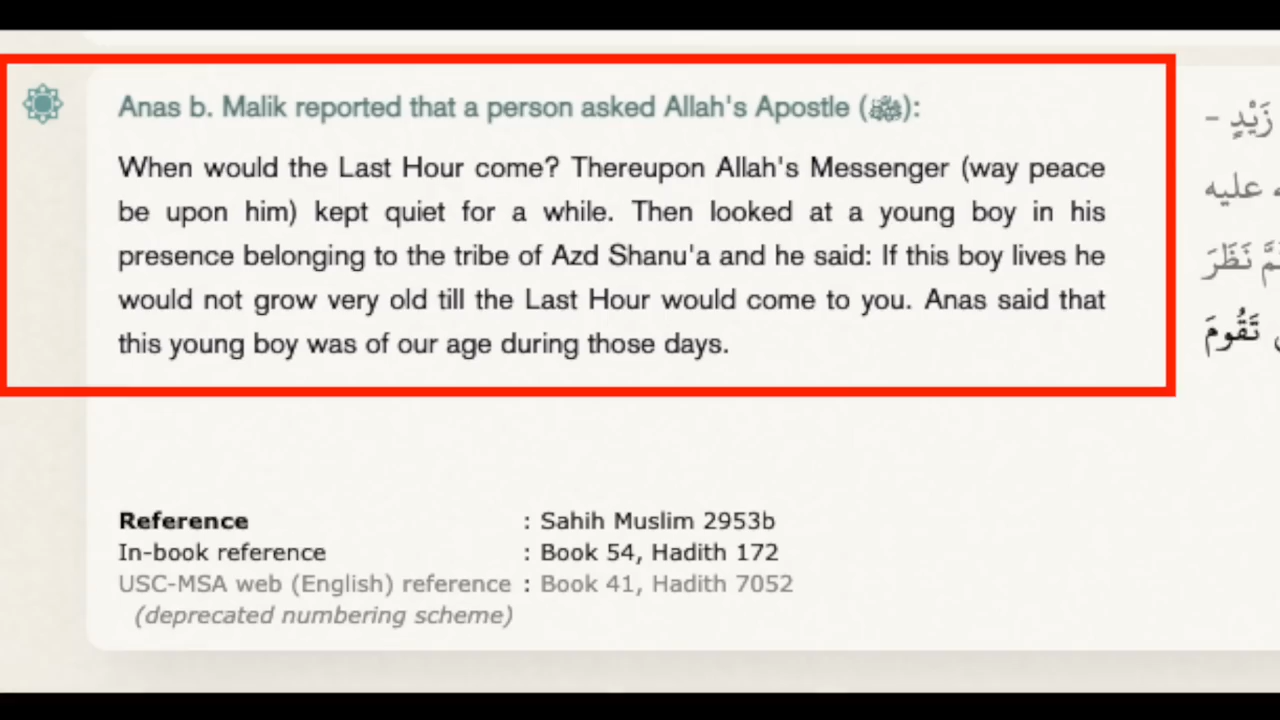 Anas b. Malik reported that a person asked Allah's Apostle (ﷺ):
زَيْدٍ -
When would the Last Hour come? Thereupon Allah's Messenger (way peace
عليه
be upon him) kept quiet for a while. Then looked at a young boy in his
presence belonging to the tribe of Azd Shanu'a and he said: If this boy lives he
نَظَرَ
would not grow very old till the Last Hour would come to you. Anas said that
تَقُومَ
this young boy was of our age during those days.
Reference : Sahih Muslim 2953b
In-book reference : Book 54, Hadith 172
USC-MSA web (English) reference : Book 41, Hadith 7052
(deprecated numbering scheme)